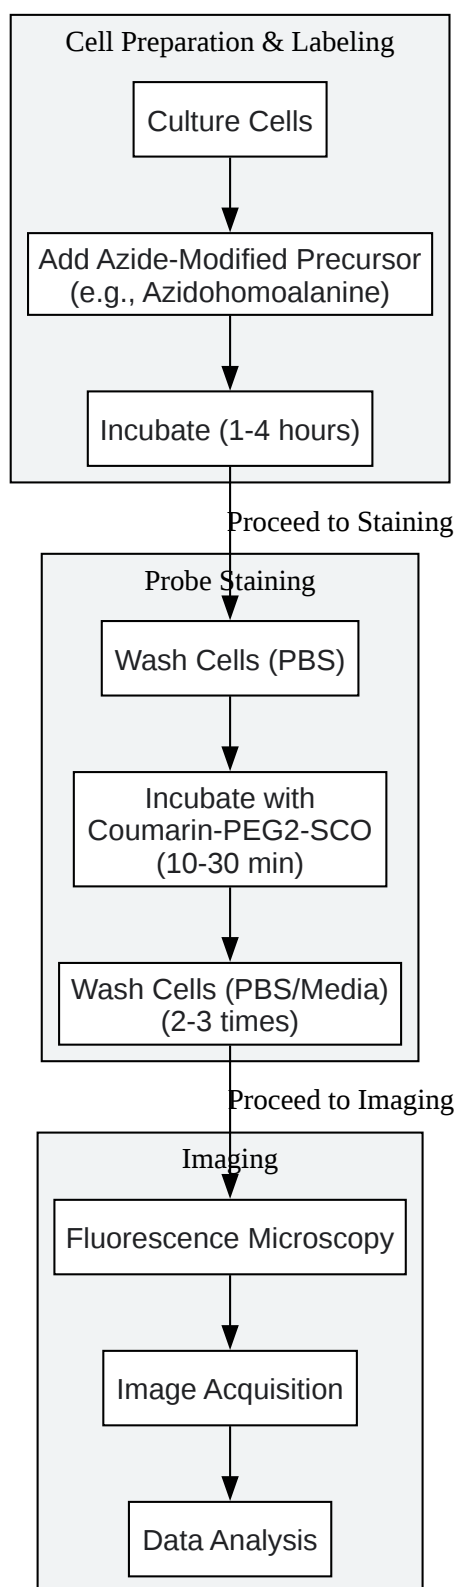 Cell Preparation & Labeling
Culture Cells
Add Azide-Modified Precursor
(e.g., Azidohomoalanine)
Incubate (1-4 hours)
Proceed to Staining
Probe Staining
Wash Cells (PBS)
Incubate with
Coumarin-PEG2-SCO
(10-30 min)
Wash Cells (PBS/Media)
(2-3 times)
Proceed to Imaging
Imaging
Fluorescence Microscopy
Image Acquisition
Data Analysis